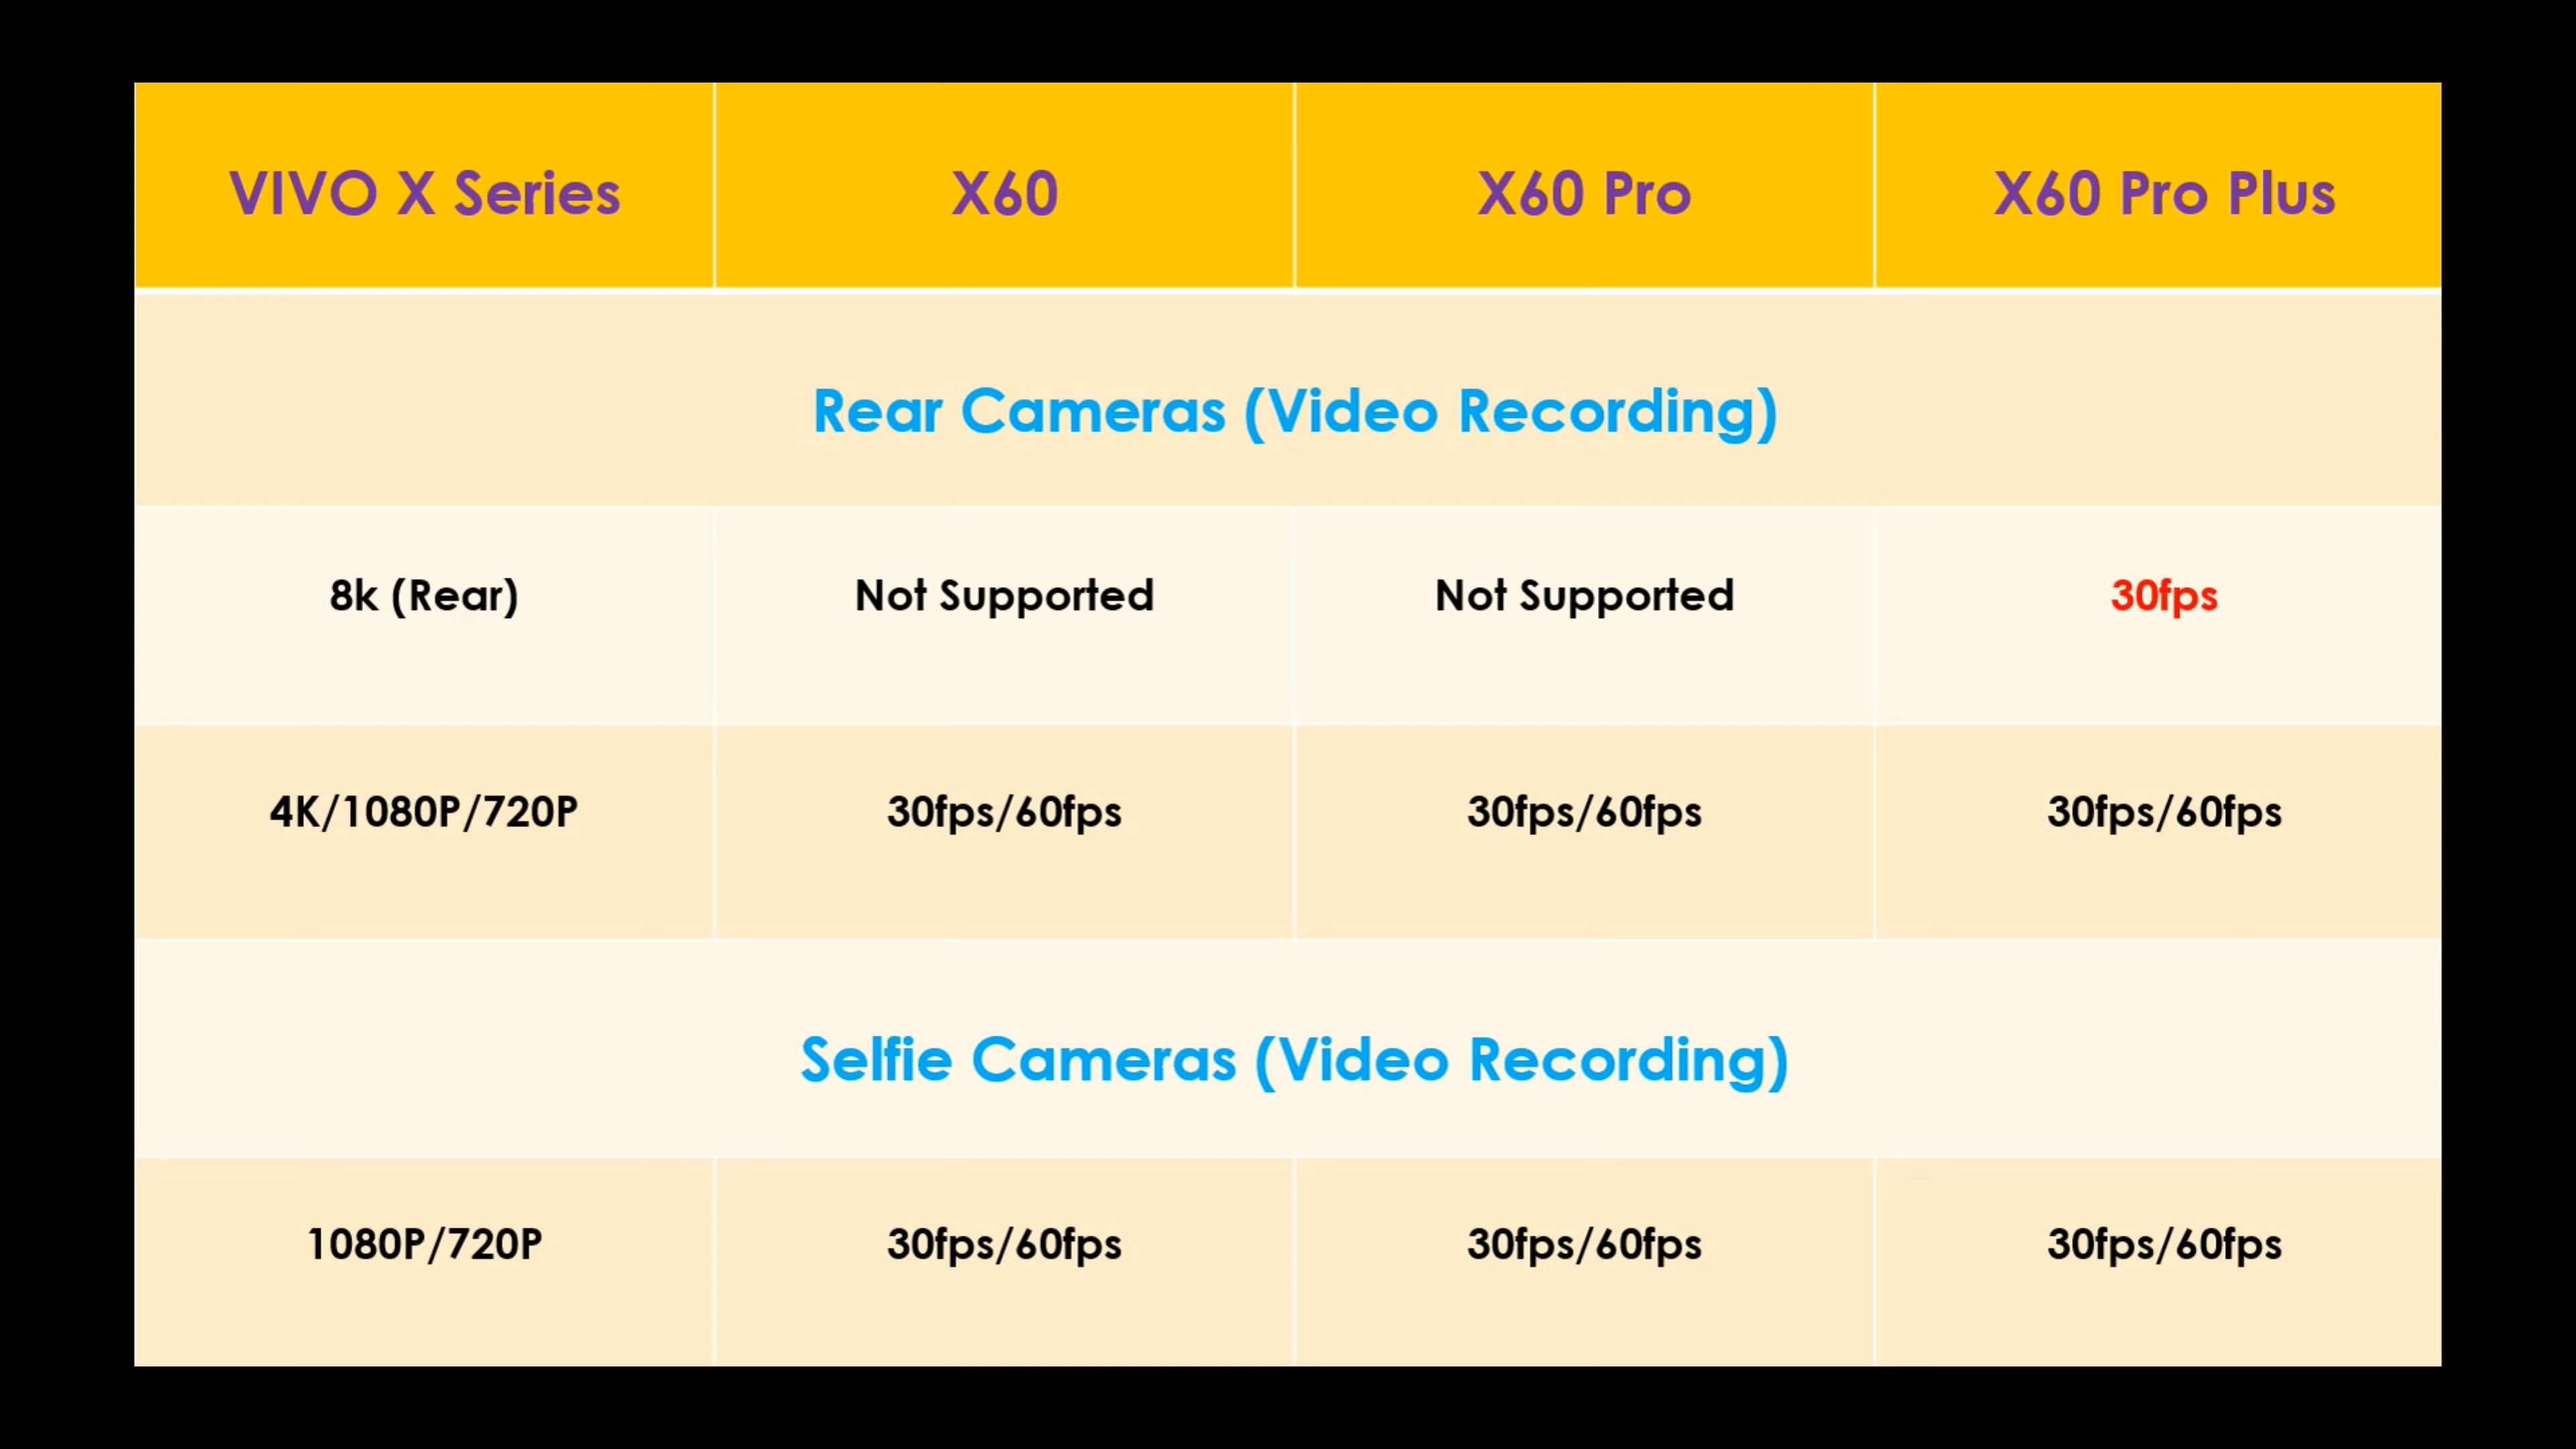 VIVO X Series X60 X60 Pro X60 Pro Plus
Rear Cameras (Video Recording)
8k (Rear) Not Supported Not Supported 30fps
4K/1080P/720P 30fps/60fps 30fps/60fps 30fps/60fps
Selfie Cameras (Video Recording)
1080P/720P 30fps/60fps 30fps/60fps 30fps/60fps